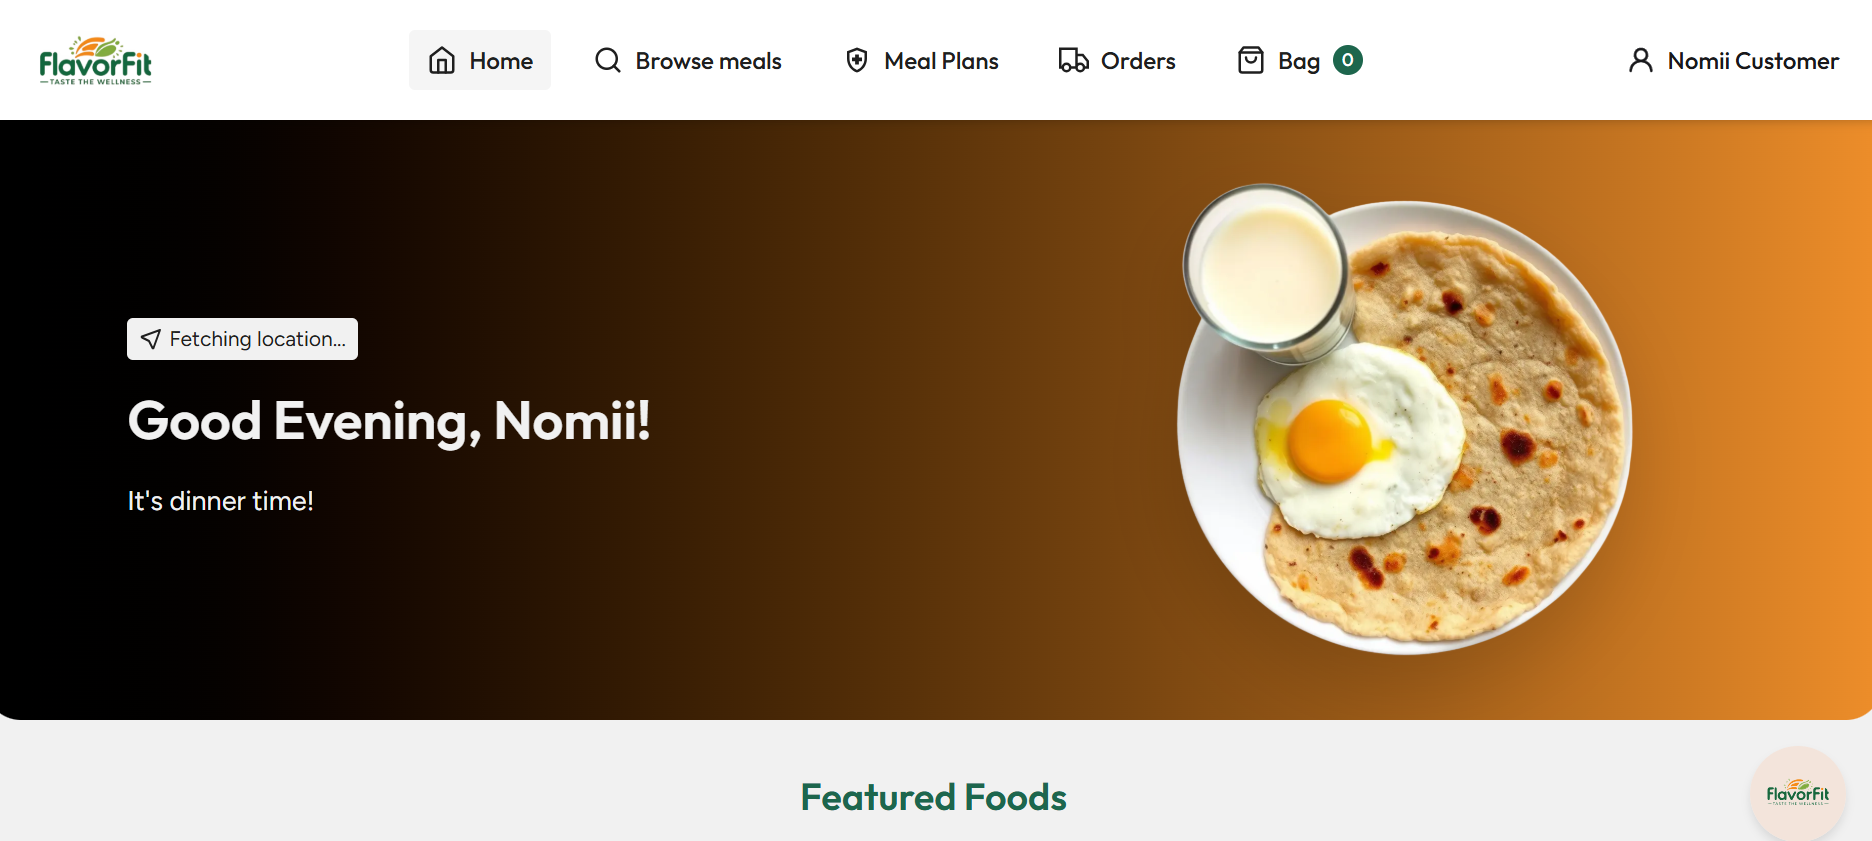 FlavorFit
TASTE THE WELLNESS
Home
Browse meals
Meal Plans
Orders
Bag 0
Nomii Customer
Fetching location...
Good Evening, Nomii!
It's dinner time!
Featured Foods
FlavorFit
TASTE THE WELLNESS